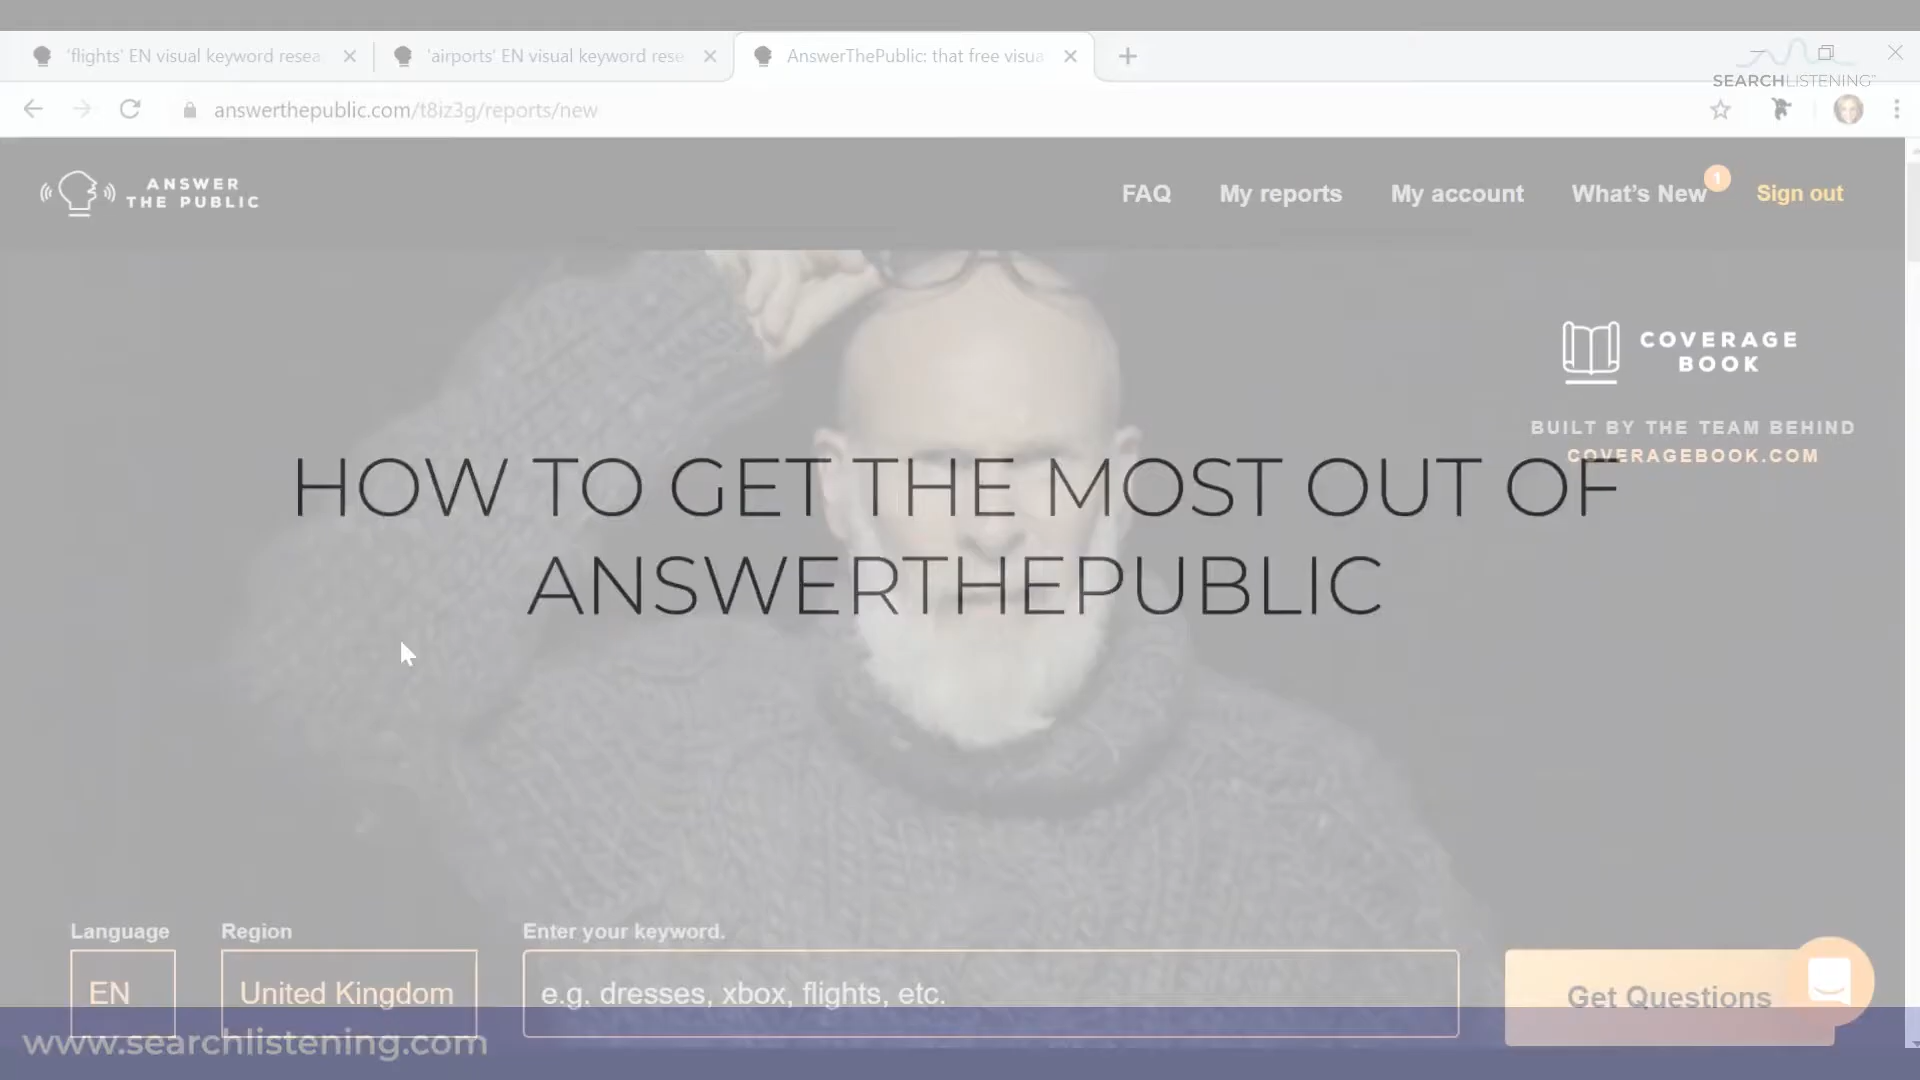 SEARCHLISTENING
'flights' EN visual keyword resea
'airports' EN visual keyword rese
AnswerThePublic: that free visua
answerthepublic.com/t8iz3g/reports/new
ANSWER
THE PUBLIC
FAQ
My reports
My account
What's New
1
Sign out
COVERAGE
BOOK
BUILT BY THE TEAM BEHIND
COVERAGEBOOK.COM
HOW TO GET THE MOST OUT OF
ANSWERTHEPUBLIC
Language
Region
Enter your keyword.
EN
United Kingdom
e.g. dresses, xbox, flights, etc.
Get Questions
www.searchlistening.com